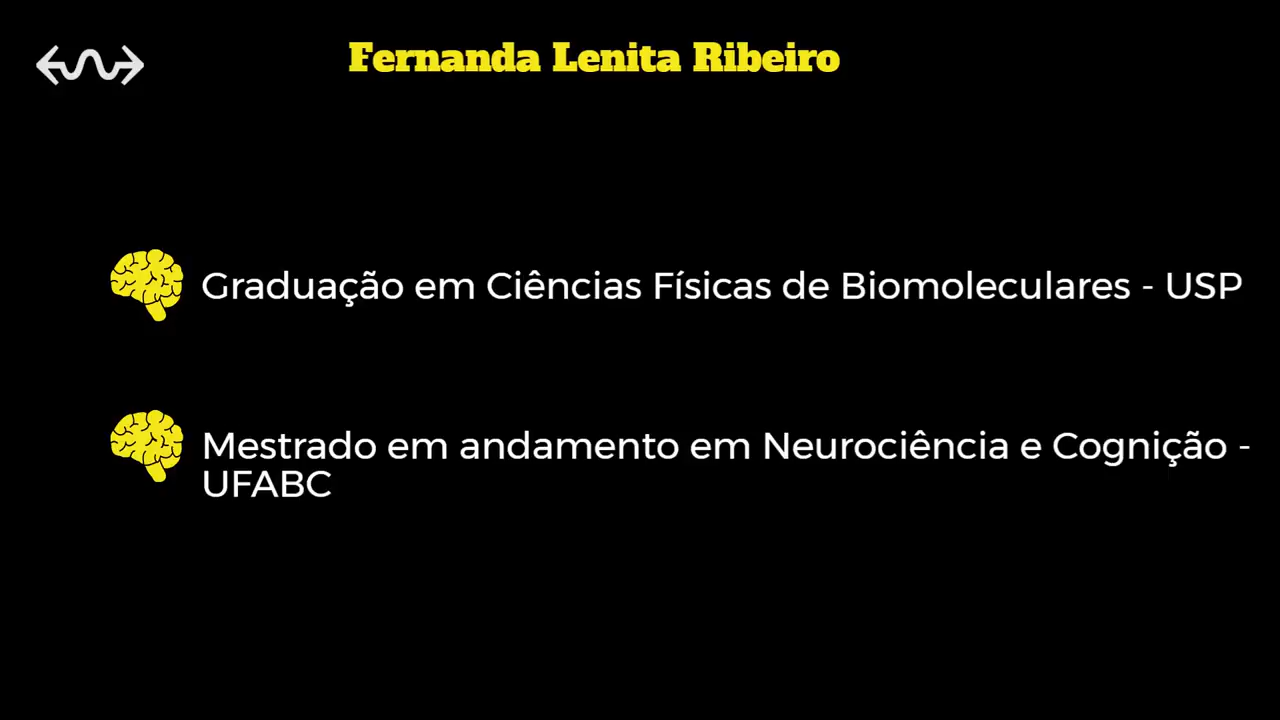 Fernanda Lenita Ribeiro
Graduação em Ciências Físicas de Biomoleculares - USP
Mestrado em andamento em Neurociência e Cognição -
UFABC